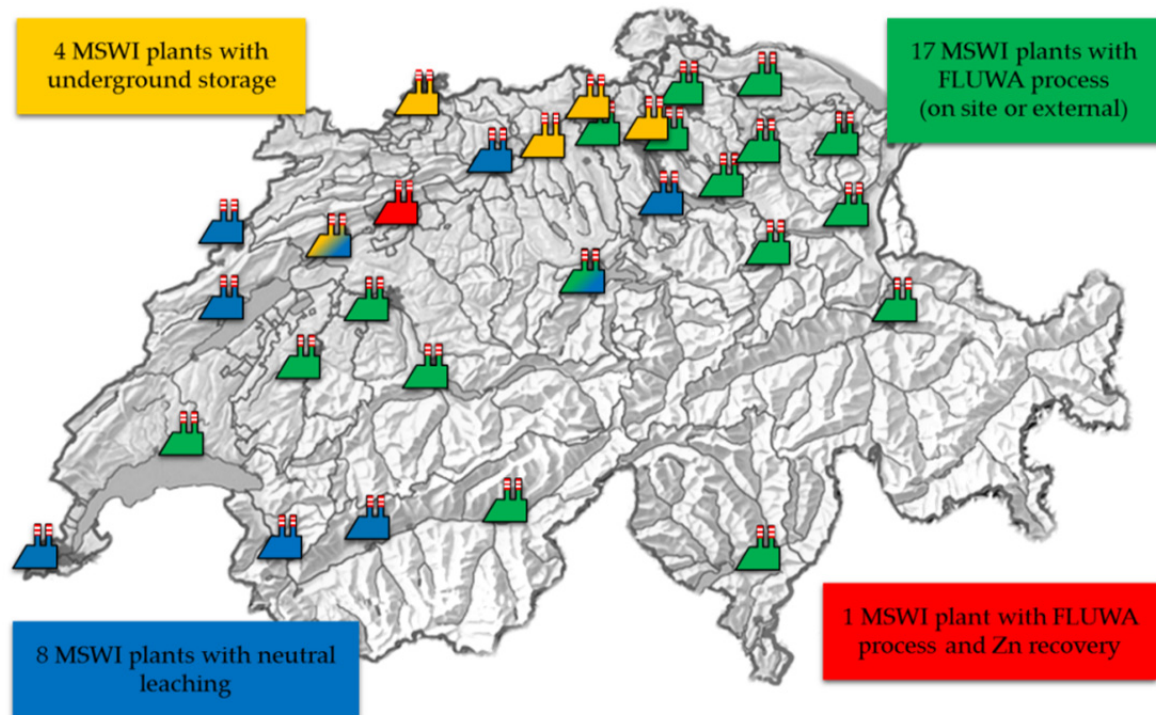 4 MSWI plants with
underground storage
17 MSWI plants with
FLUWA process
(on site or external)
8 MSWI plants with neutral
leaching
1 MSWI plant with FLUWA
process and Zn recovery